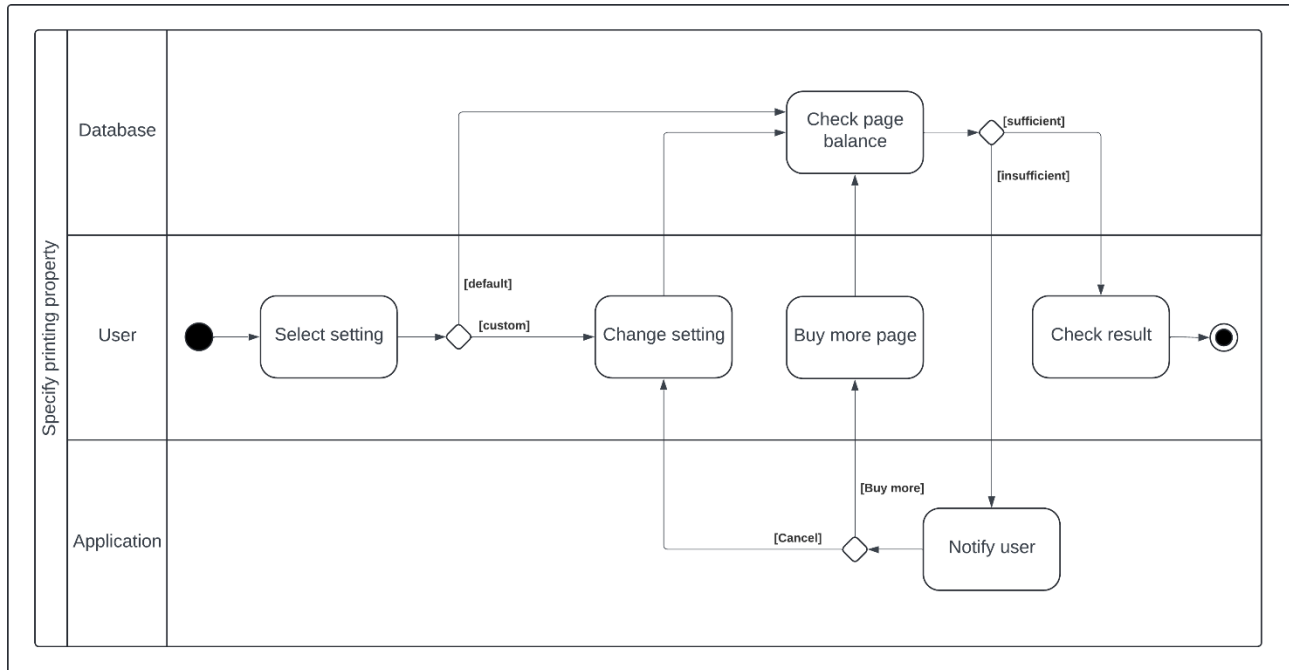 Specify printing property
Database
Check page
balance
[sufficient]
[insufficient]
User
Select setting
[default]
[custom]
Change setting
Buy more page
Check result
Application
[Buy more]
[Cancel]
Notify user